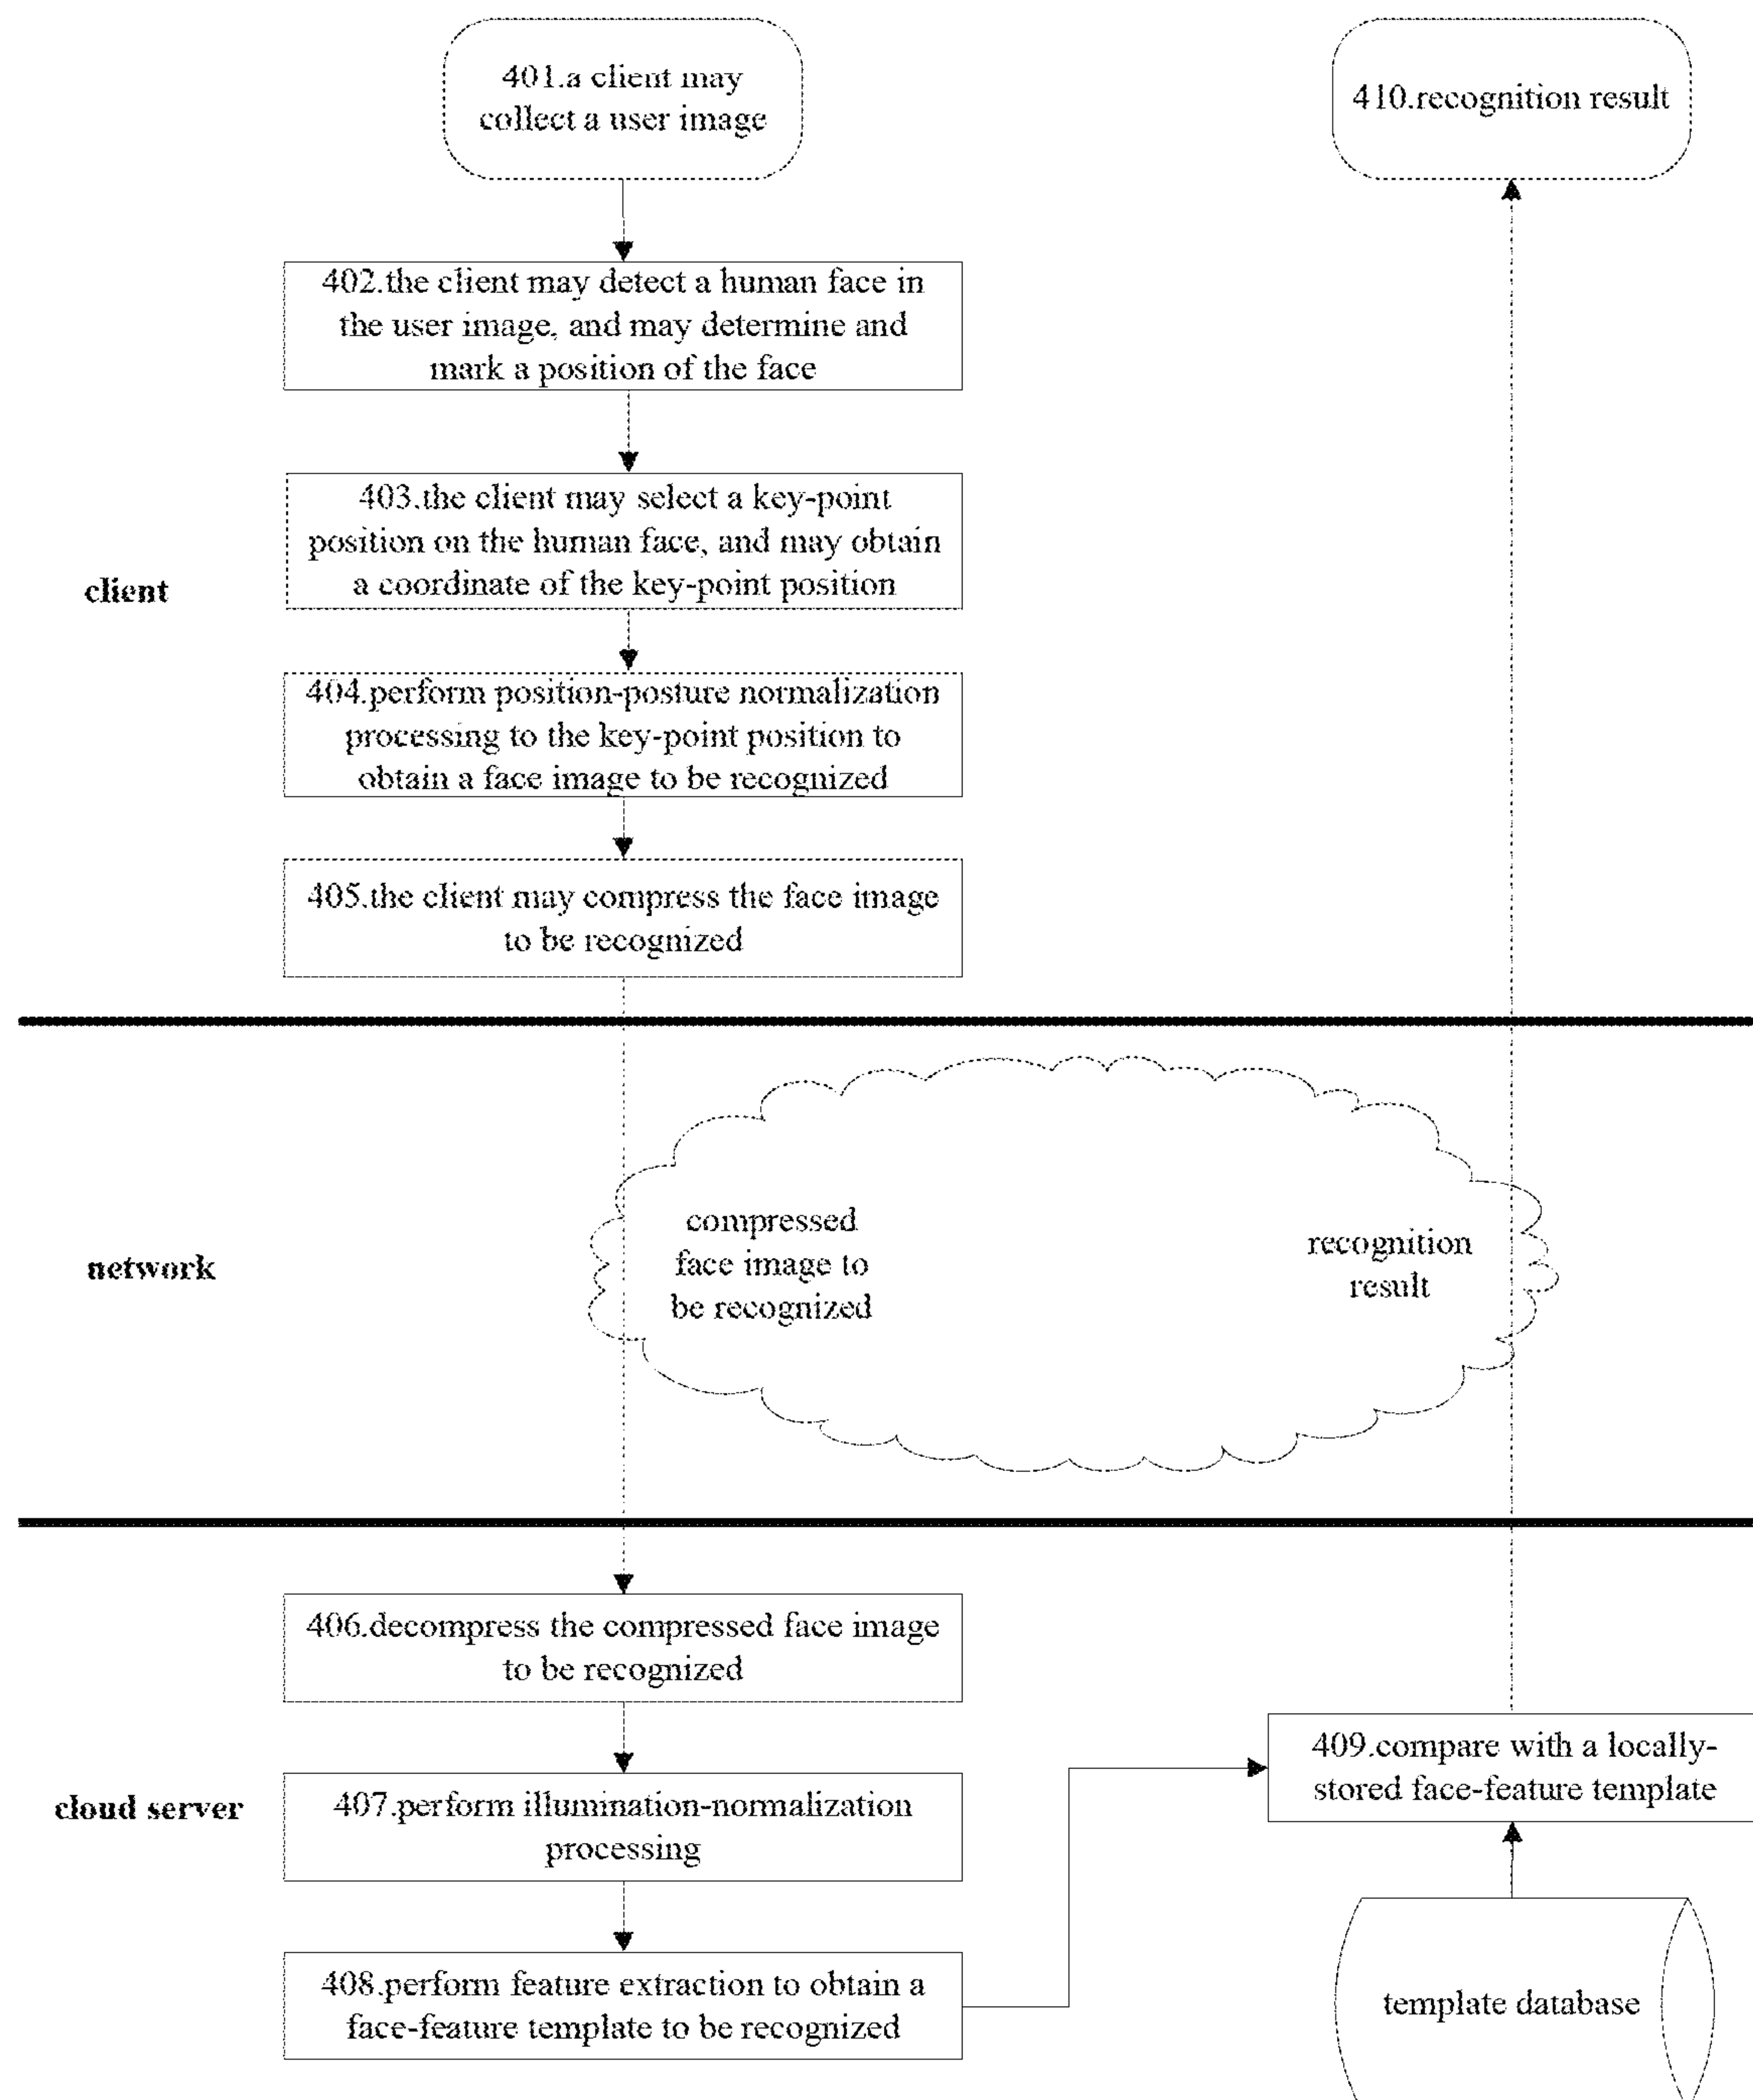 401.a client may
collect a user image
410.recognition result
402.the client may detect a human face in
the user image, and may determine and
mark a position of the face
403.the client may select a key-point
position on the human face, and may obtain
a coordinate of the key-point position
client
404.perform position-posture normalization
processing to the key-point position to
obtain a face image to be recognized
405.the client may compress the face image
to be recognized
network
compressed
face image to
be recognized
recognition
result
406.decompress the compressed face image
to be recognized
cloud server
407.perform illumination-normalization
processing
408.perform feature extraction to obtain a
face-feature template to be recognized
409.compare with a locally-
stored face-feature template
template database